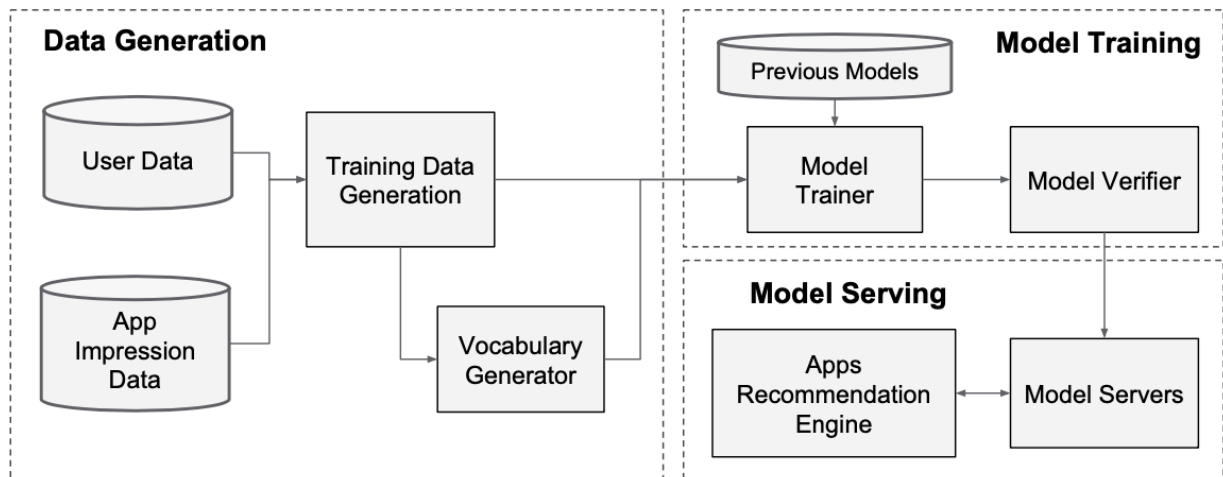 Data Generation
User Data
App
Impression
Data
Training Data
Generation
Vocabulary
Generator
Model Training
Previous Models
Model
Trainer
Model Verifier
Model Serving
Apps
Recommendation
Engine
Model Servers